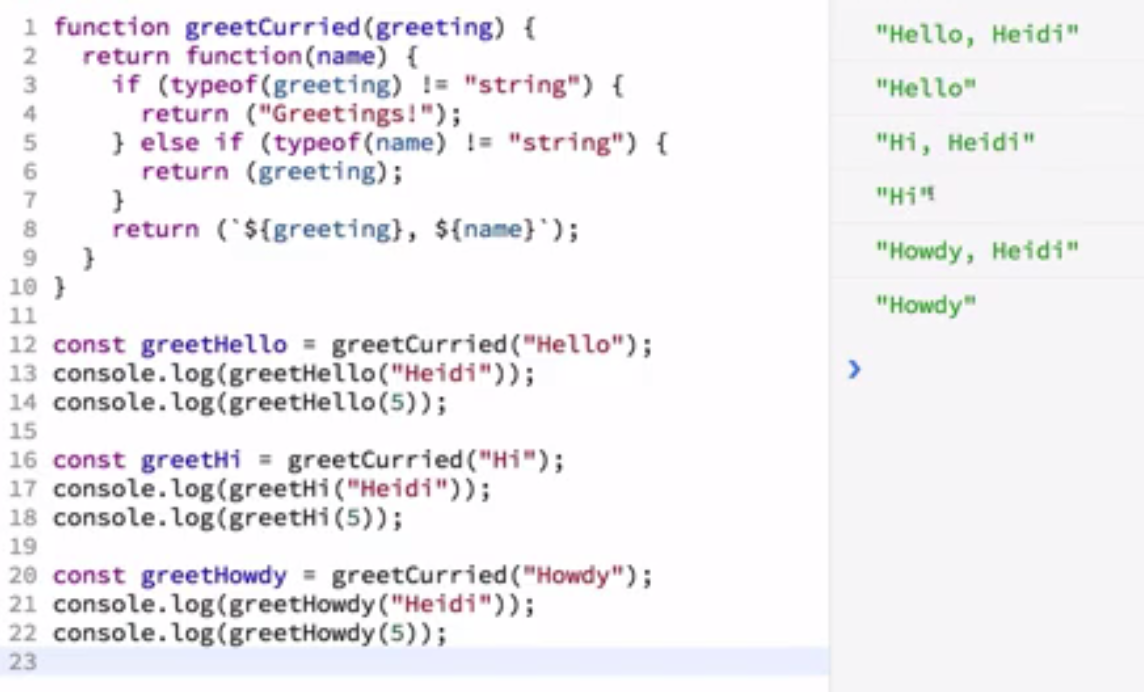 1 function greetCurried(greeting) {
2   return function(name) {
3     if (typeof(greeting) != "string") {
4       return ("Greetings!");
5     } else if (typeof(name) != "string") {
6       return (greeting);
7     }
8     return (`${greeting}, ${name}`);
9   }
10 }
11
12 const greetHello = greetCurried("Hello");
13 console.log(greetHello("Heidi"));
14 console.log(greetHello(5));
15
16 const greetHi = greetCurried("Hi");
17 console.log(greetHi("Heidi"));
18 console.log(greetHi(5));
19
20 const greetHowdy = greetCurried("Howdy");
21 console.log(greetHowdy("Heidi"));
22 console.log(greetHowdy(5));
23
"Hello, Heidi"
"Hello"
"Hi, Heidi"
"Hi"
"Howdy, Heidi"
"Howdy"